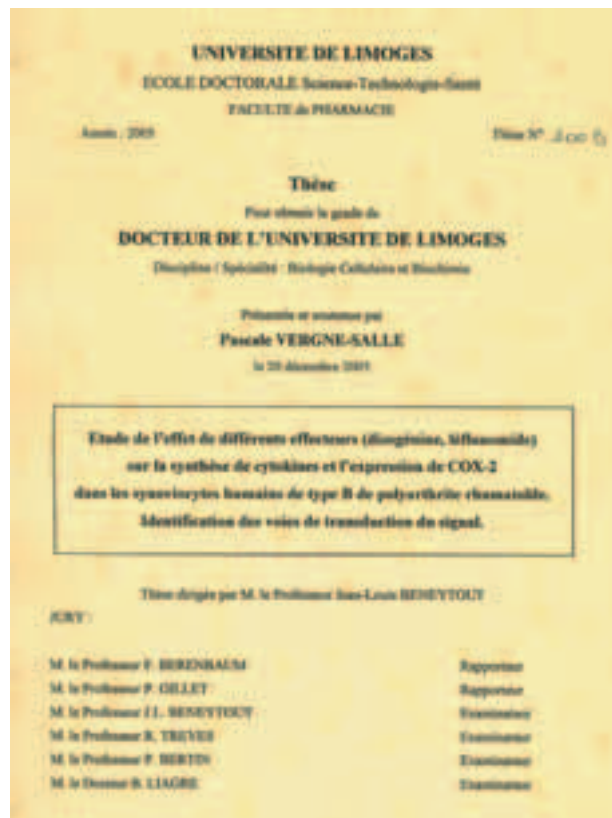 UNIVERSITE DE LIMOGES
ECOLE DOCTORALE Science-Technologie-Santé
FACULTE de PHARMACIE
Année : 2005 Thèse N°
Thèse
Pour obtenir le grade de
DOCTEUR DE L'UNIVERSITE DE LIMOGES
Discipline / Spécialité : Biologie Cellulaire et Biochimie
Présentée et soutenue par
Pascale VERGNE-SALLE
le 20 décembre 2005
Etude de l'effet de différents effecteurs (diosgénine, léflunomide)
sur la synthèse de cytokines et l'expression de COX-2
dans les synoviocytes humains de type B de polyarthrite rhumatoïde.
Identification des voies de transduction du signal.
Thèse dirigée par M. le Professeur Jean-Louis BENEYTOUT
JURY :
M. le Professeur F. BERENBAUM Rapporteur
M. le Professeur P. GILLET Rapporteur
M. le Professeur J.L. BENEYTOUT Examinateur
M. le Professeur R. TREVES Examinateur
M. le Professeur P. BERTIN Examinateur
M. le Docteur B. LIAGRE Examinateur